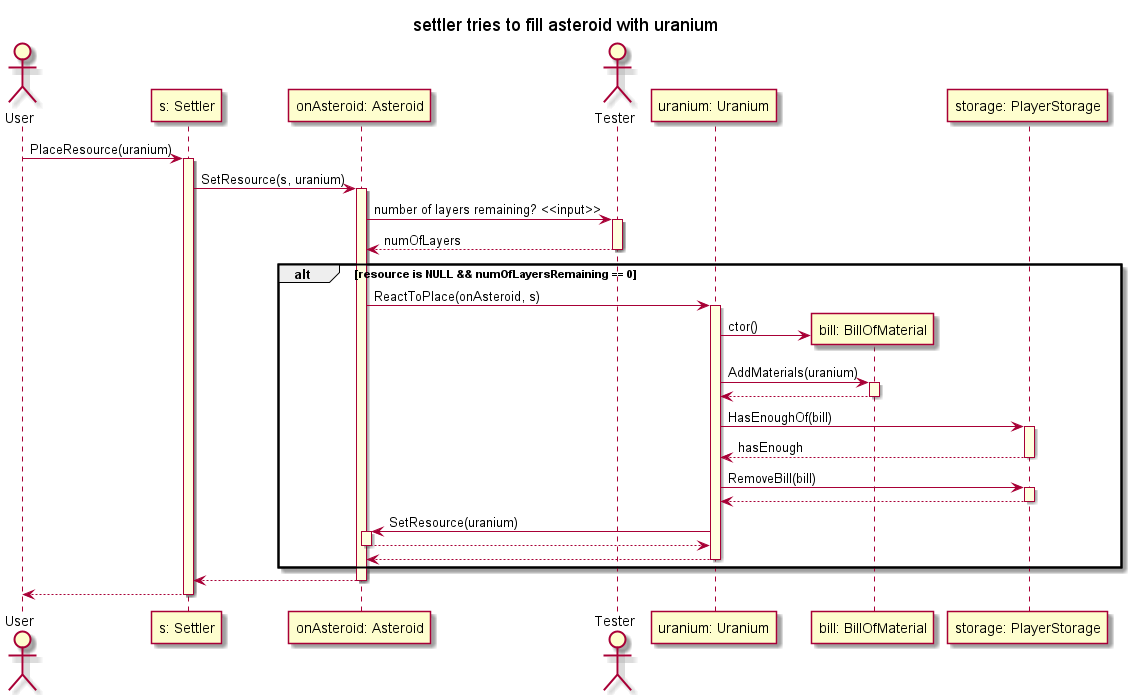 settler tries to fill asteroid with uranium
User
s: Settler
onAsteroid: Asteroid
Tester
uranium: Uranium
storage: PlayerStorage
PlaceResource(uranium)
SetResource(s, uranium)
number of layers remaining? <<input>>
numOfLayers
alt
[resource is NULL && numOfLayersRemaining == 0]
ReactToPlace(onAsteroid, s)
ctor()
bill: BillOfMaterial
AddMaterials(uranium)
HasEnoughOf(bill)
hasEnough
RemoveBill(bill)
SetResource(uranium)
User
s: Settler
onAsteroid: Asteroid
Tester
uranium: Uranium
bill: BillOfMaterial
storage: PlayerStorage